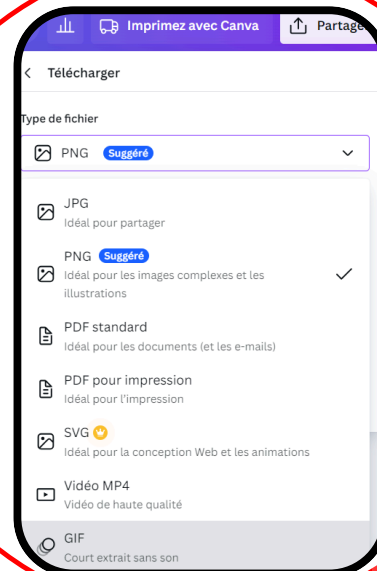 Imprimez avec Canva
Partage
Télécharger
Type de fichier
PNG Suggéré
JPG
Idéal pour partager
PNG Suggéré
Idéal pour les images complexes et les
illustrations
PDF standard
Idéal pour les documents (et les e-mails)
PDF pour impression
Idéal pour l'impression
SVG
Idéal pour la conception Web et les animations
Vidéo MP4
Vidéo de haute qualité
GIF
Court extrait sans son